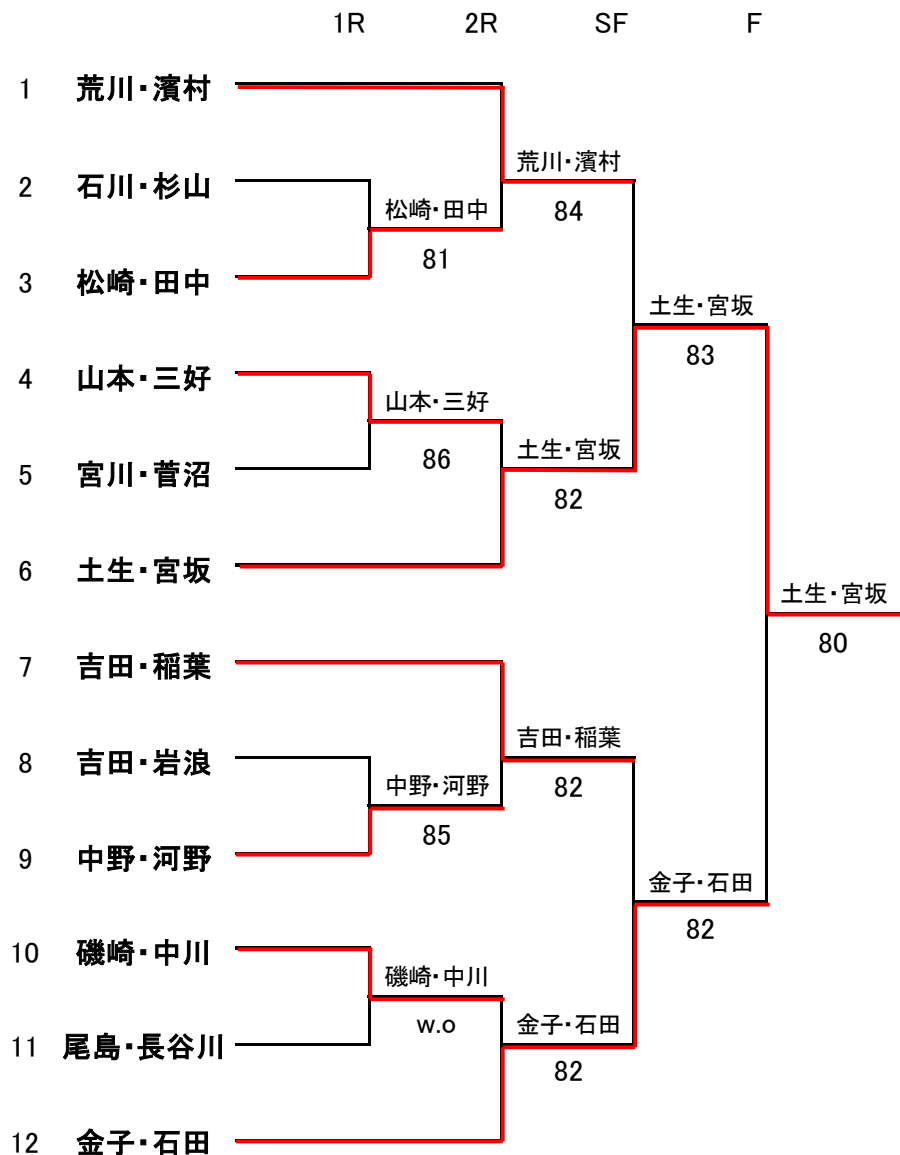 1R 2R SF F
1 荒川・濱村
荒川・濱村
2 石川・杉山
松崎・田中
84
81
3 松崎・田中
土生・宮坂
83
4 山本・三好
山本・三好
86
土生・宮坂
5 宮川・菅沼
82
6 土生・宮坂
土生・宮坂
80
7 吉田・稲葉
吉田・稲葉
8 吉田・岩浪
中野・河野
82
85
9 中野・河野
金子・石田
82
10 磯崎・中川
磯崎・中川
w.o
金子・石田
11 尾島・長谷川
82
12 金子・石田